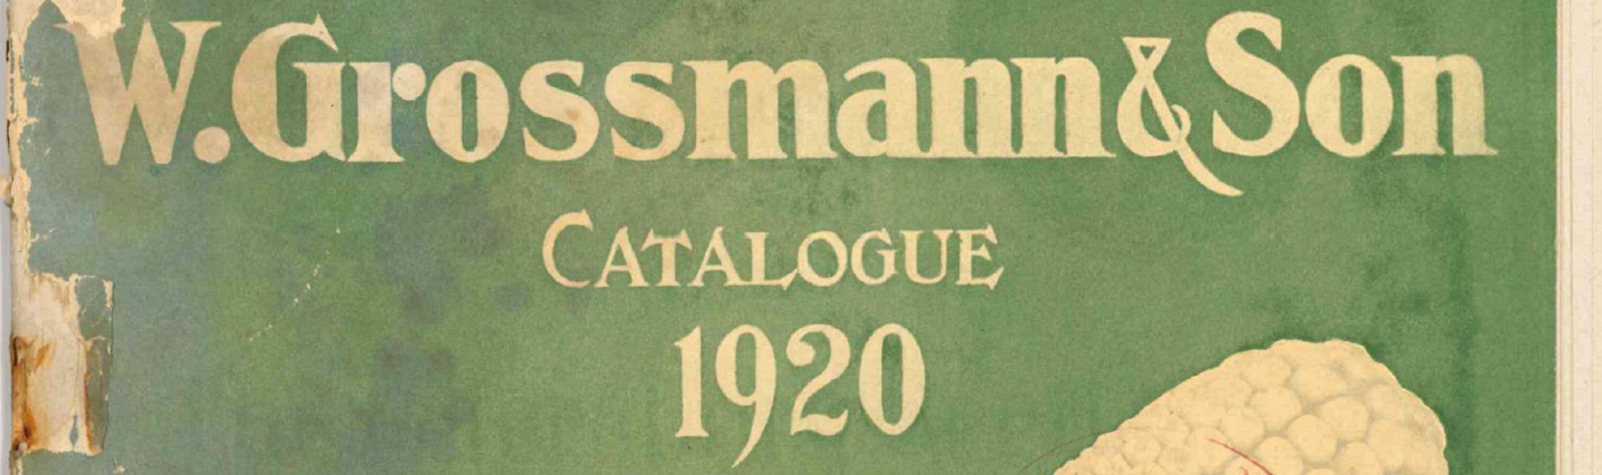 W. Grossmann & Son
CATALOGUE
1920